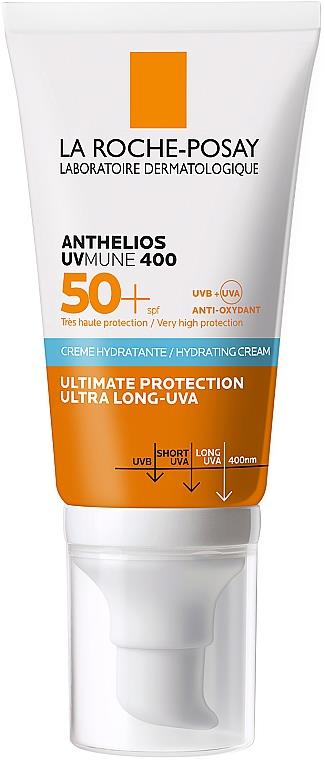 LA ROCHE-POSAY
LABORATOIRE DERMATOLOGIQUE
ANTHELIOS
UVMUNE 400
50+ spf
UVB + UVA
ANTI-OXYDANT
Très haute protection / Very high protection
CREME HYDRATANTE / HYDRATING CREAM
ULTIMATE PROTECTION
ULTRA LONG-UVA
UVB
SHORT UVA
LONG UVA
400nm